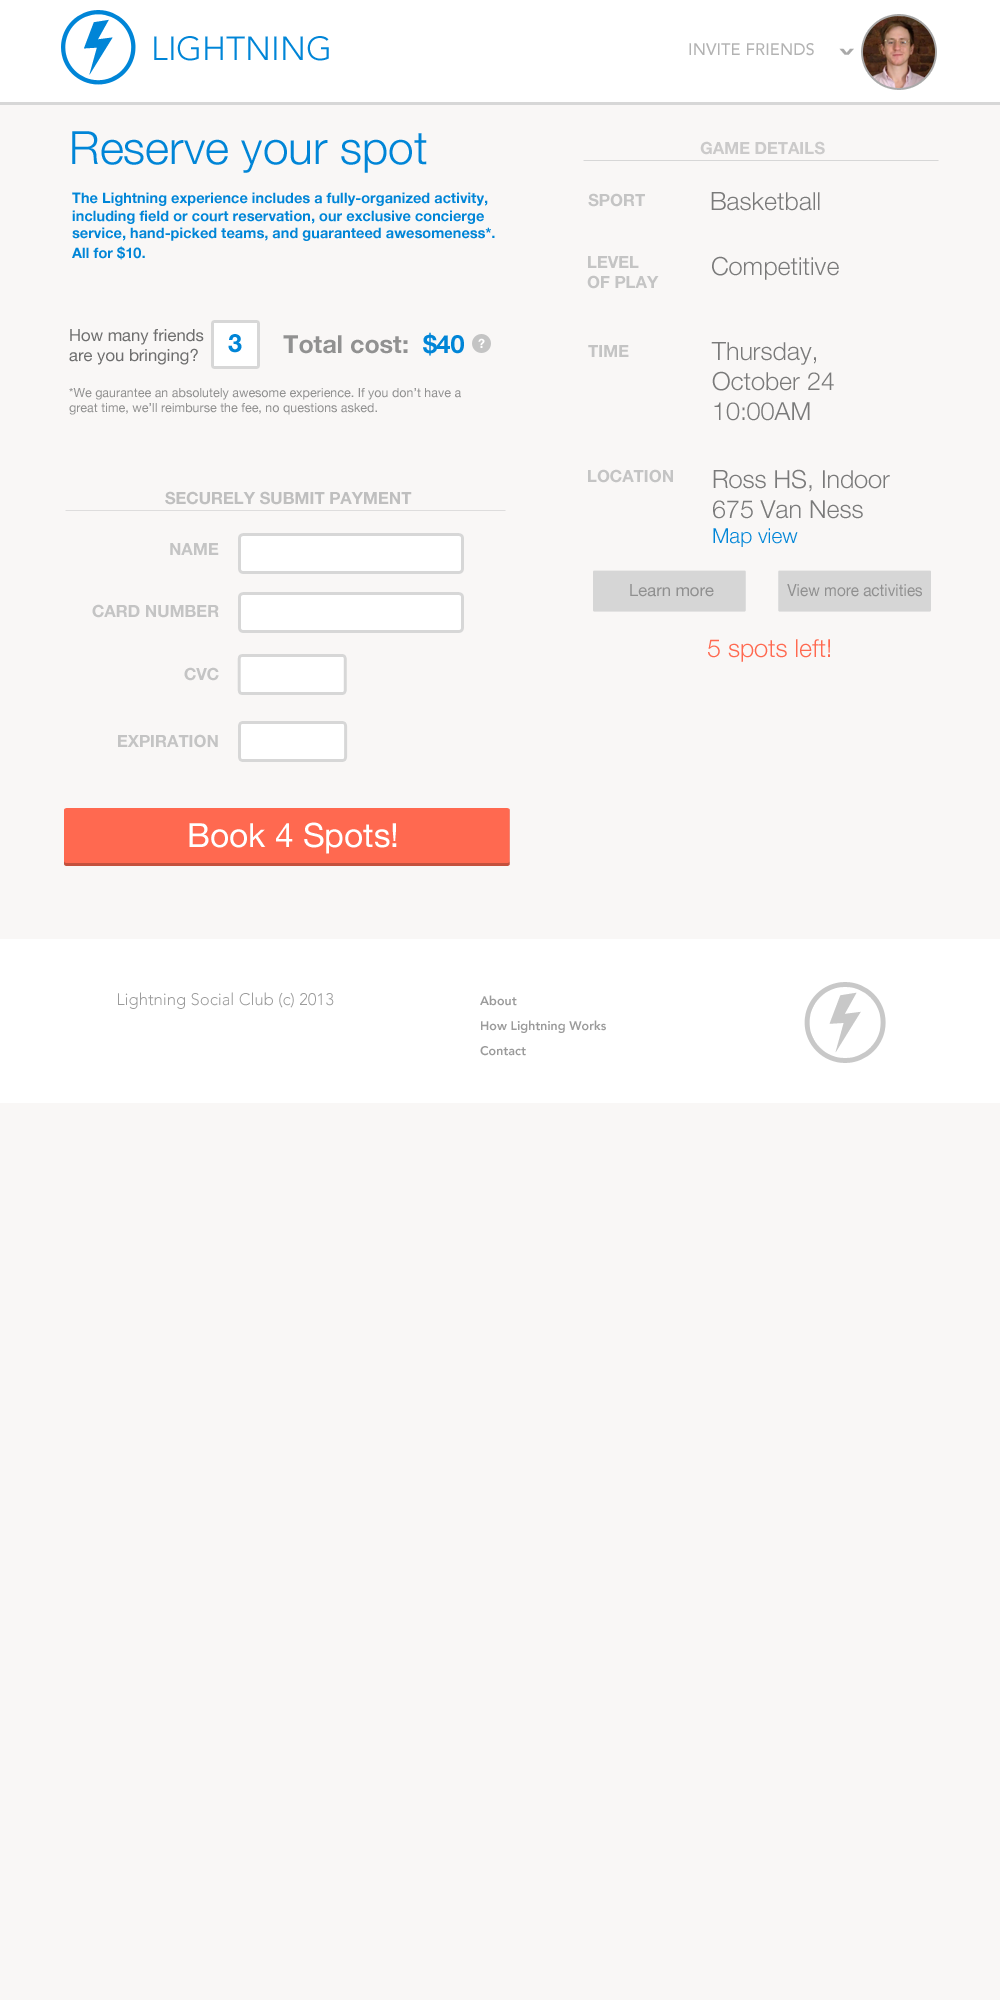 LIGHTNING
INVITE FRIENDS
Reserve your spot
The Lightning experience includes a fully-organized activity,
including field or court reservation, our exclusive concierge
service, hand-picked teams, and guaranteed awesomeness*.
All for $10.
How many friends
are you bringing?
3
Total cost: $40 ?
*We gaurantee an absolutely awesome experience. If you don't have a
great time, we'll reimburse the fee, no questions asked.
SECURELY SUBMIT PAYMENT
NAME
CARD NUMBER
CVC
EXPIRATION
Book 4 Spots!
GAME DETAILS
SPORT
Basketball
LEVEL
OF PLAY
Competitive
TIME
Thursday,
October 24
10:00AM
LOCATION
Ross HS, Indoor
675 Van Ness
Map view
Learn more
View more activities
5 spots left!
Lightning Social Club (c) 2013
About
How Lightning Works
Contact